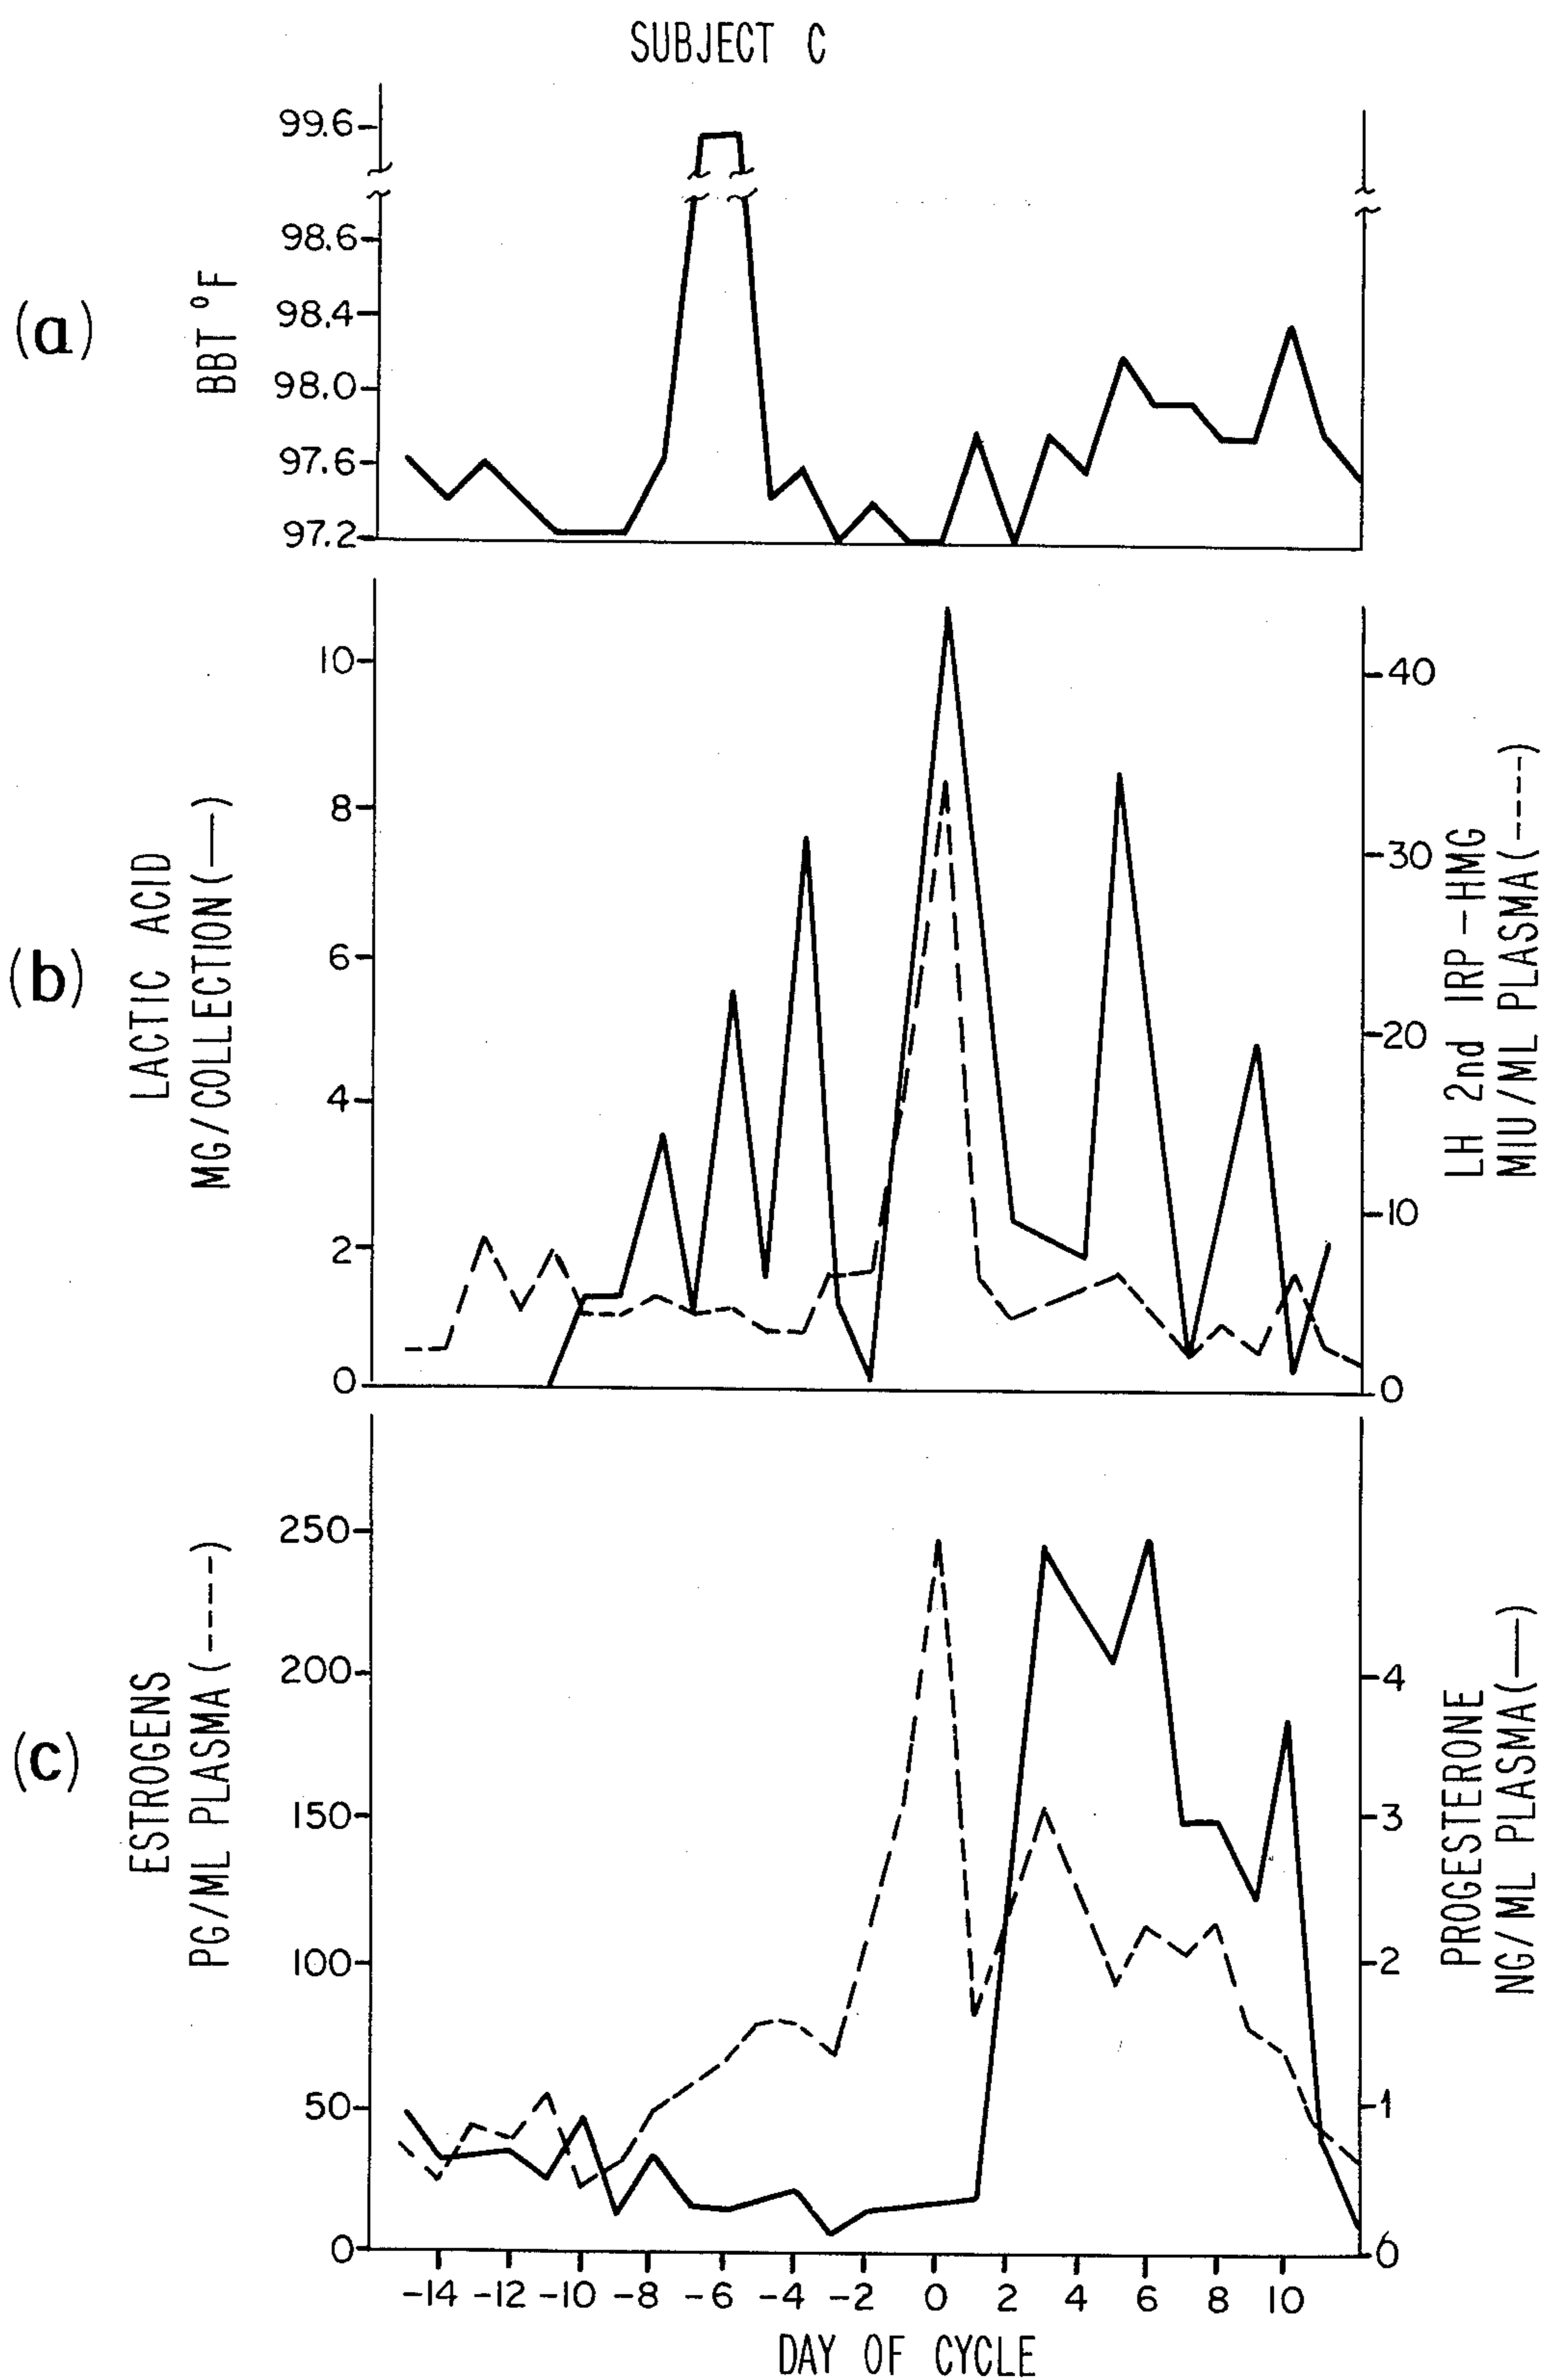 SUBJECT C
(a)
BBT °F
99.6
98.6
98.4
98.0
97.6
97.2
(b)
LACTIC ACID
MG/COLLECTION(—)
10
8
6
4
2
0
40
30
20
10
0
LH 2nd IRP-HMG
MIU/ML PLASMA(----)
(c)
ESTROGENS
PG/ML PLASMA(----)
250
200
150
100
50
0
4
3
2
1
0
PROGESTERONE
NG/ML PLASMA(—)
-14 -12 -10 -8 -6 -4 -2 0 2 4 6 8 10
DAY OF CYCLE